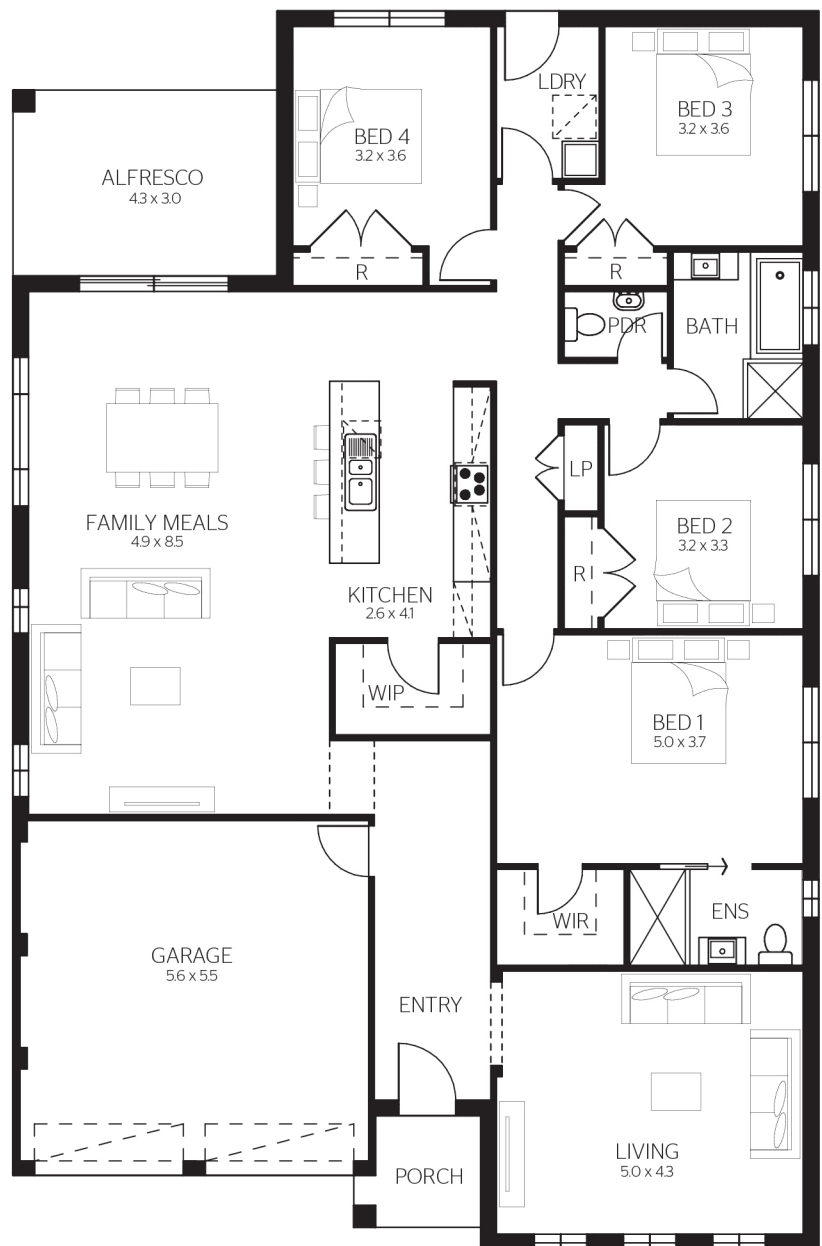 LDRY
BED 3
3.2 x 3.6
BED 4
3.2 x 3.6
ALFRESCO
4.3 x 3.0
R
R
PDR
BATH
LP
FAMILY MEALS
4.9 x 8.5
BED 2
3.2 x 3.3
R
KITCHEN
2.6 x 4.1
WIP
BED 1
5.0 x 3.7
WIR
ENS
GARAGE
5.6 x 5.5
ENTRY
LIVING
5.0 x 4.3
PORCH